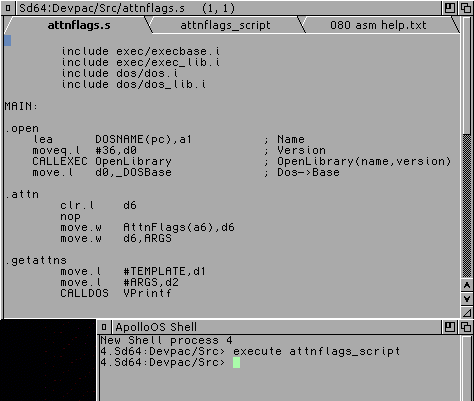 Sd64:Devpac/Src/attnflags.s   (1, 1)
attnflags.s attnflags_script 080 asm help.txt
include exec/execbase.i
include exec/exec_lib.i
include dos/dos.i
include dos/dos_lib.i
MAIN:
.open
lea DOSNAME(pc),a1 ; Name
moveq.l #36,d0 ; Version
CALLEXEC OpenLibrary ; OpenLibrary(name,version)
move.l d0,_DOSBase ; Dos->Base
.attn
clr.l d6
nop
move.w AttnFlags(a6),d6
move.w d6,ARGS
.getattns
move.l #TEMPLATE,d1
move.l #ARGS,d2
CALLDOS VPrintf
ApolloOS Shell
New Shell process 4
4.Sd64:Devpac/Src> execute attnflags_script
4.Sd64:Devpac/Src>